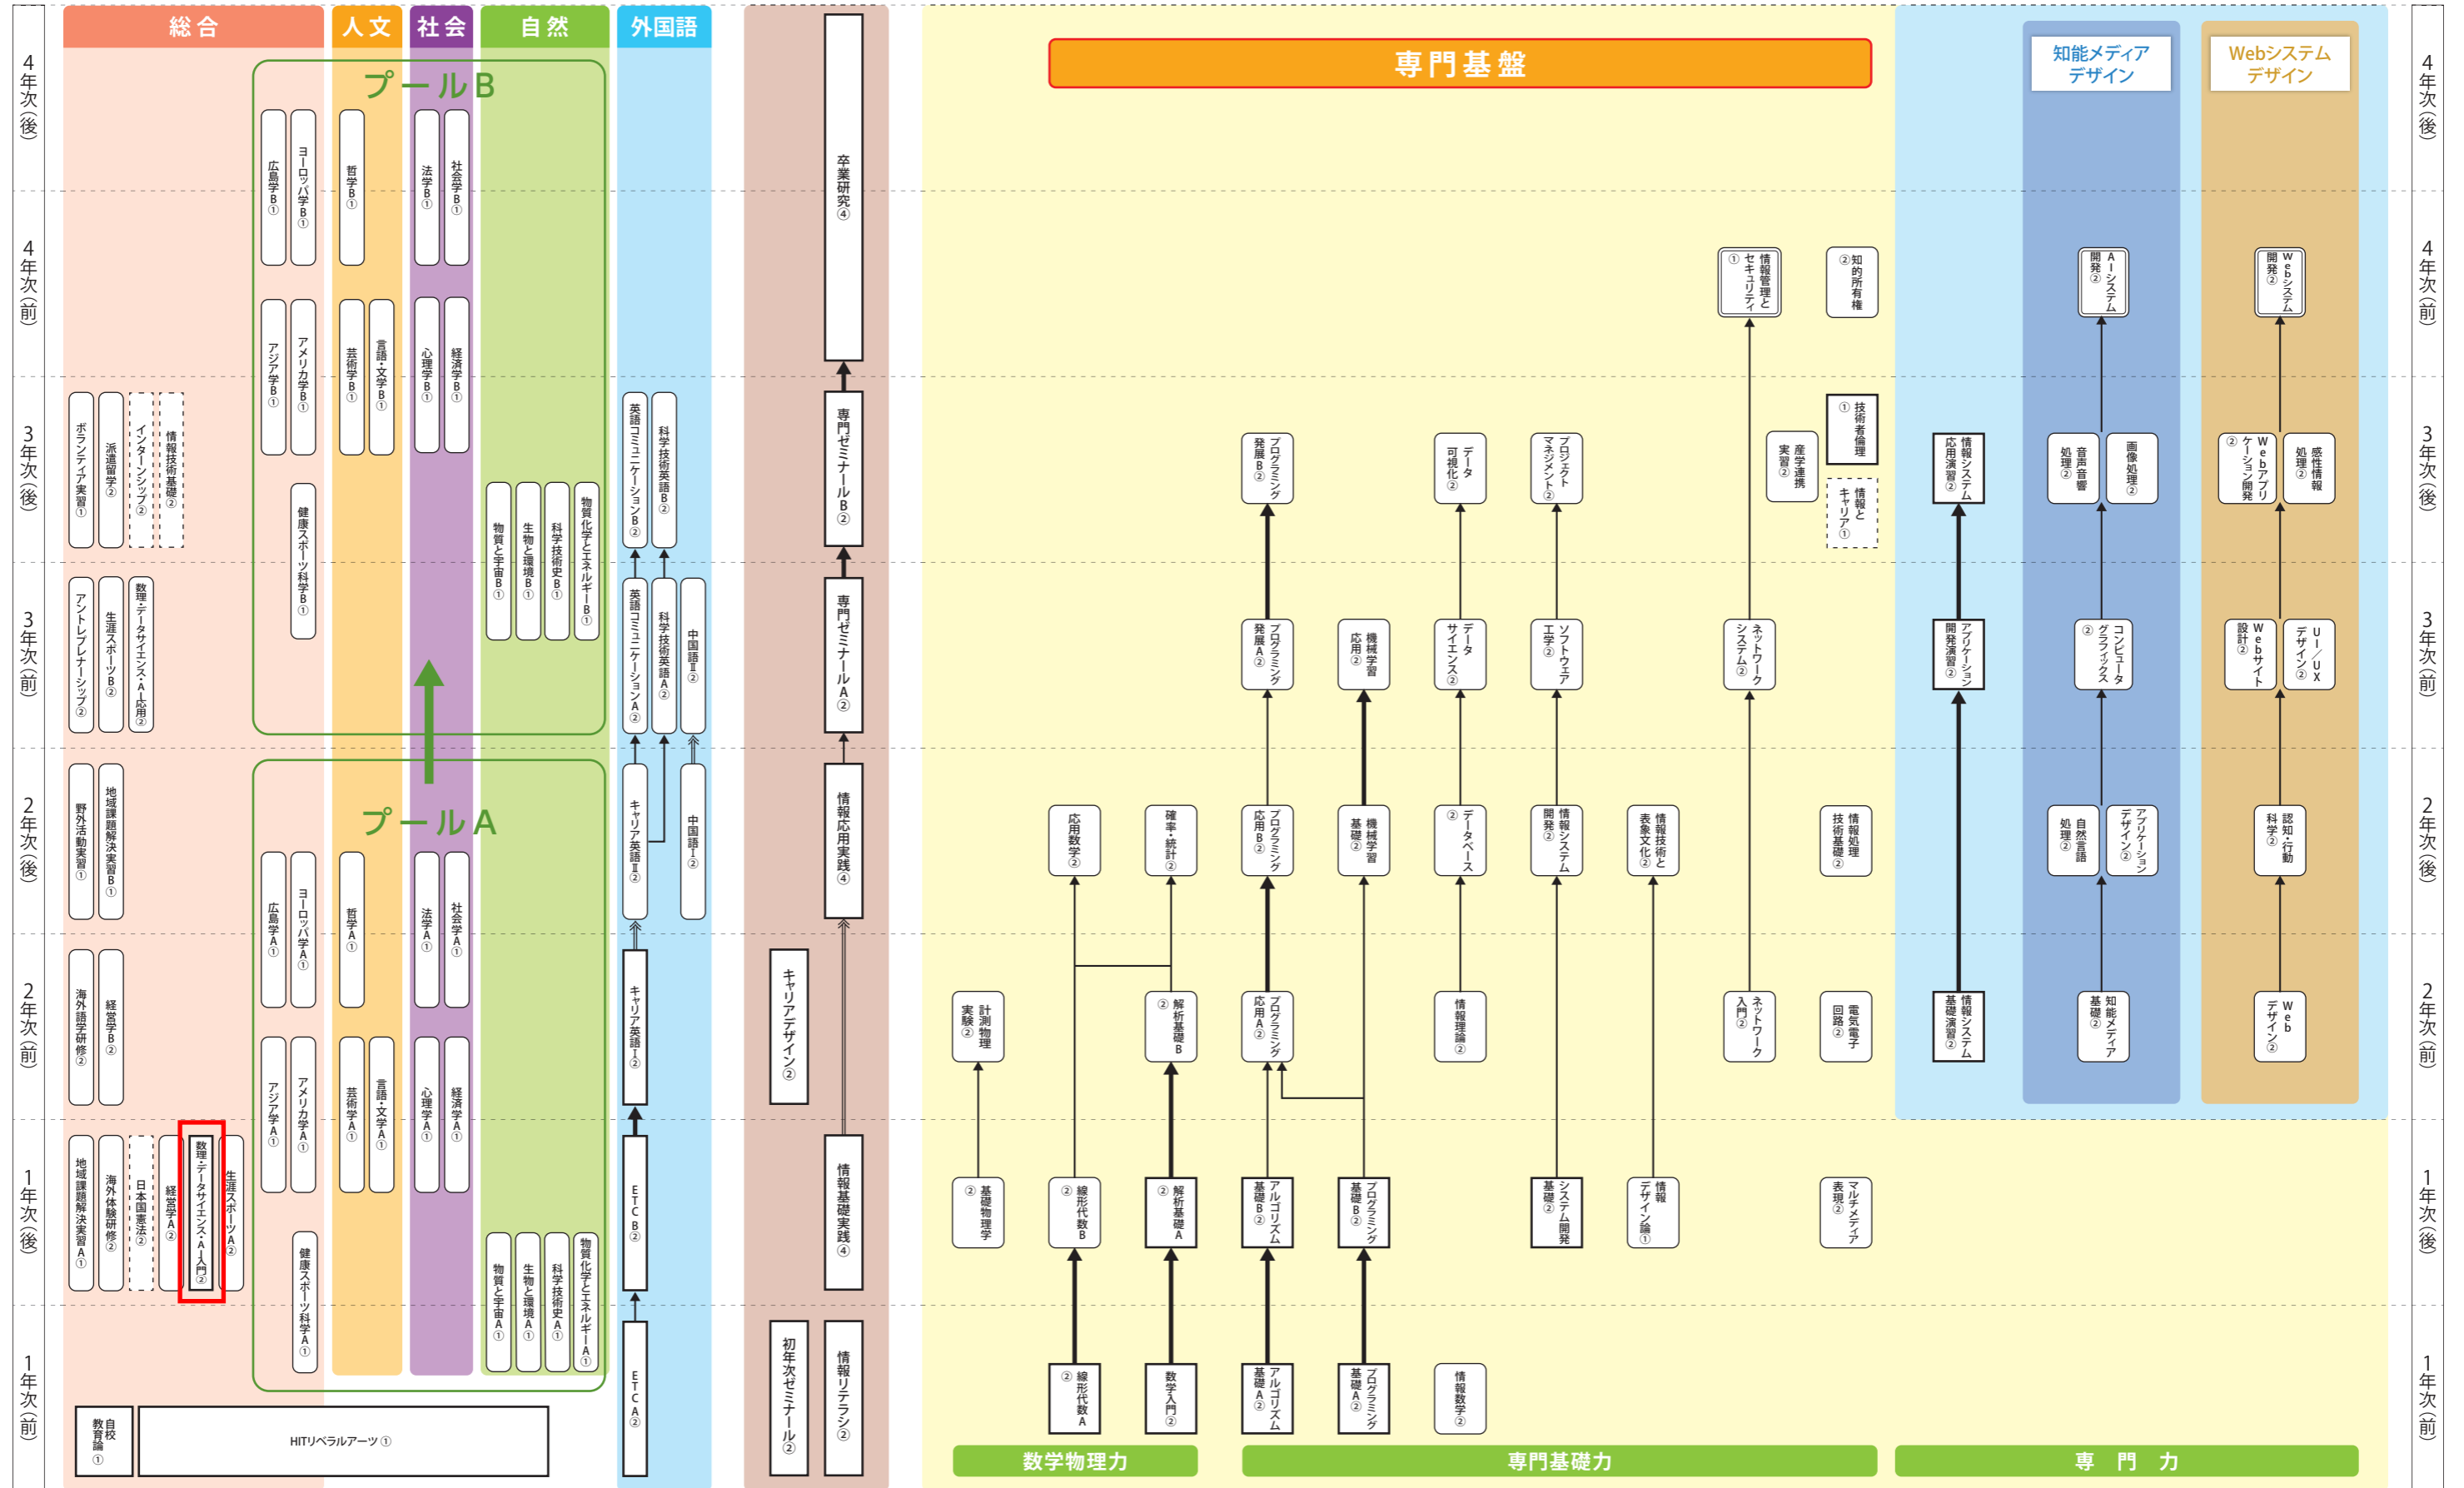 総合
人文
社会
自然
外国語
専門基盤
知能メディア
デザイン
Webシステム
デザイン
プールB
プールA
4年次(後)
広島学B①
ヨーロッパ学B①
哲学B①
法学B①
社会学B①
卒業研究④
4年次(後)
4年次(前)
アジア学B①
アメリカ学B①
芸術学B①
言語・文学B①
心理学B①
経済学B①
情報管理と
セキュリティ
①
知的所有権
②
AIシステム
開発②
Webシステム
開発②
4年次(前)
3年次(後)
ボランティア実習①
派遣留学②
インターンシップ②
情報技術基礎②
健康スポーツ科学B①
物質と宇宙B①
生物と環境B①
科学技術史B①
物質化学とエネルギーB①
英語コミュニケーションB②
科学技術英語B②
専門ゼミナールB②
プログラミング
発展B②
データ
可視化②
プロジェクト
マネジメント②
産学連携
実習②
技術者倫理
①
情報と
キャリア①
情報システム
応用演習②
音声音響
処理②
画像処理②
Webアプリ
ケーション開発
②
感性情報
処理②
3年次(後)
3年次(前)
アントレプレナーシップ②
生涯スポーツB②
数理・データサイエンス・AI応用②
英語コミュニケーションA②
科学技術英語A②
中国語Ⅱ②
専門ゼミナールA②
プログラミング
発展A②
機械学習
応用②
データ
サイエンス②
ソフトウェア
工学②
ネットワーク
システム②
アプリケーション
開発演習②
コンピュータ
グラフィックス
②
Webサイト
設計②
UI／UX
デザイン②
3年次(前)
2年次(後)
野外活動実習①
地域課題解決実習B①
広島学A①
ヨーロッパ学A①
哲学A①
法学A①
社会学A①
キャリア英語Ⅱ②
中国語Ⅰ②
情報応用実践④
応用数学②
確率・統計②
プログラミング
応用B②
機械学習
基礎②
データベース
②
情報システム
開発②
情報技術と
表象文化②
情報処理
技術基礎②
自然言語
処理②
アプリケーション
デザイン②
認知・行動
科学②
2年次(後)
2年次(前)
海外語学研修②
経営学B②
アジア学A①
アメリカ学A①
芸術学A①
言語・文学A①
心理学A①
経済学A①
キャリア英語Ⅰ②
キャリアデザイン②
計測物理
実験②
解析基礎B
②
プログラミング
応用A②
情報理論②
ネットワーク
入門②
電気電子
回路②
情報システム
基礎演習②
知能メディア
基礎②
Web
デザイン②
2年次(前)
1年次(後)
地域課題解決実習A①
海外体験研修②
日本国憲法②
経営学A②
数理・データサイエンス・AI入門②
生涯スポーツA②
健康スポーツ科学A①
物質と宇宙A①
生物と環境A①
科学技術史A①
物質化学とエネルギーA①
ETC B②
情報基礎実践④
基礎物理学
②
線形代数B
②
解析基礎A
②
アルゴリズム
基礎B②
プログラミング
基礎B②
システム開発
基礎②
情報
デザイン論①
マルチメディア
表現②
1年次(後)
1年次(前)
自校
教育論①
HITリベラルアーツ①
ETC A②
初年次ゼミナール②
情報リテラシ②
線形代数A
②
数学入門②
アルゴリズム
基礎A②
プログラミング
基礎A②
情報数学②
1年次(前)
数学物理力
専門基礎力
専門力